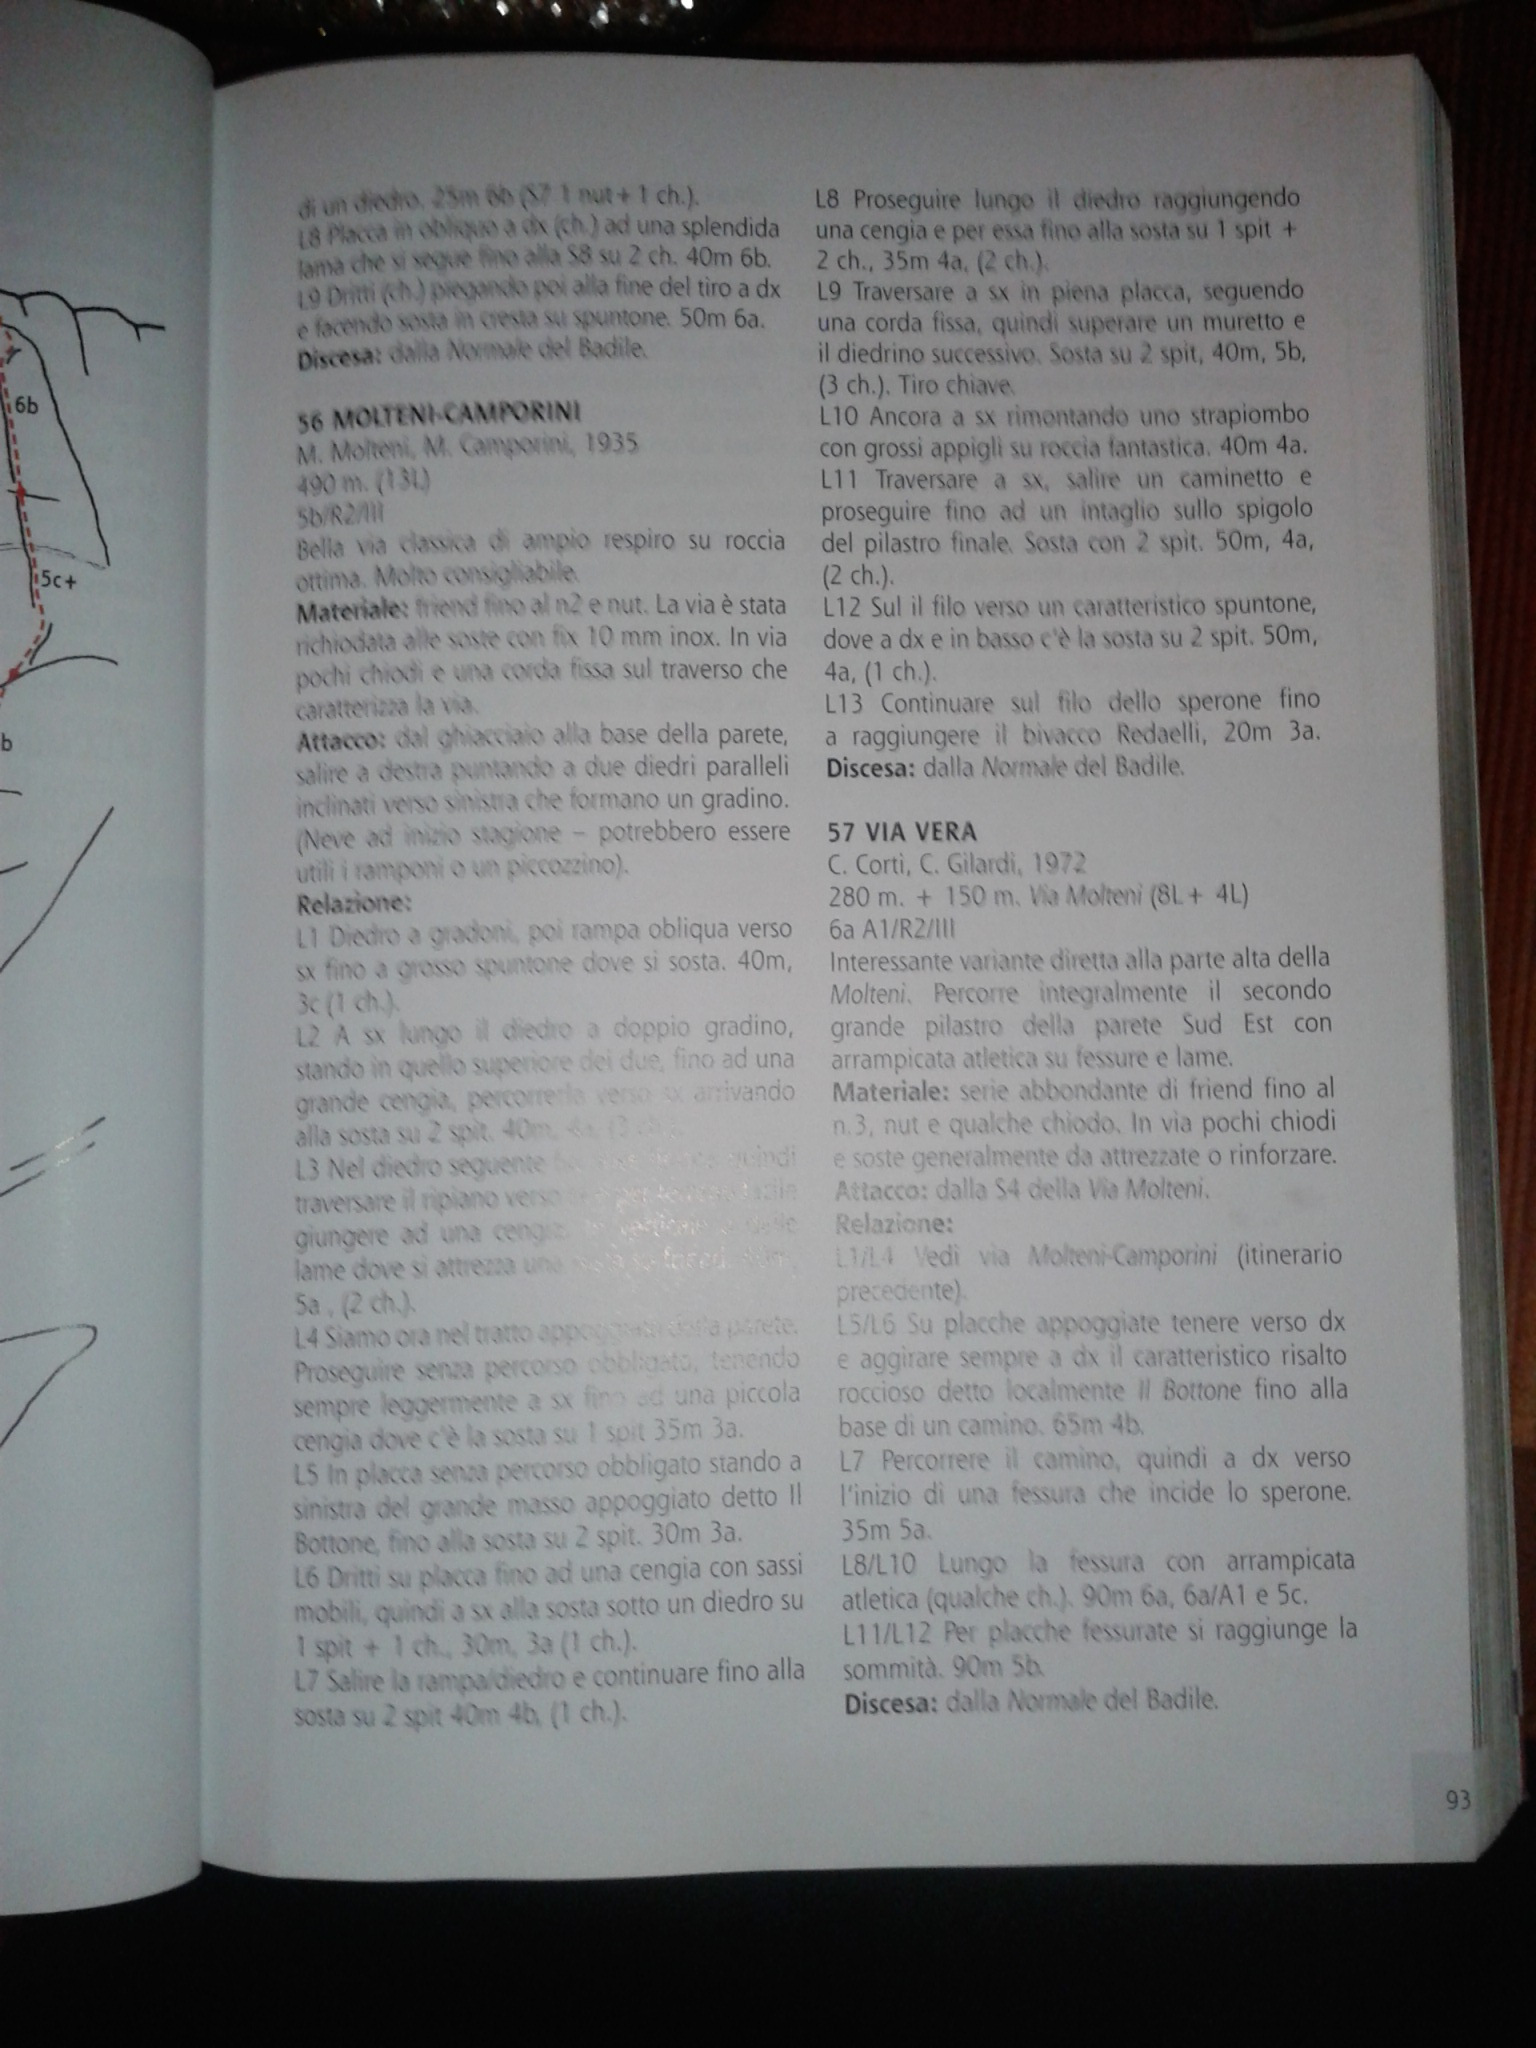 6b
5c+
b
di un diedro. 25m 6b (S7 1 nut + 1 ch.).
L8 Placca in obliquo a dx (ch.) ad una splendida
lama che si segue fino alla S8 su 2 ch. 40m 6b.
L9 Dritti (ch.) piegando poi alla fine del tiro a dx
e facendo sosta in cresta su spuntone. 50m 6a.
Discesa: dalla Normale del Badile.
56 MOLTENI-CAMPORINI
M. Molteni, M. Camporini, 1935
490 m. (13L)
5b/R2/III
Bella via classica di ampio respiro su roccia
ottima. Molto consigliabile.
Materiale: friend fino al n2 e nut. La via è stata
richiodata alle soste con fix 10 mm inox. In via
pochi chiodi e una corda fissa sul traverso che
caratterizza la via.
Attacco: dal ghiacciaio alla base della parete,
salire a destra puntando a due diedri paralleli
inclinati verso sinistra che formano un gradino.
(Neve ad inizio stagione – potrebbero essere
utili i ramponi o un piccozzino).
Relazione:
L1 Diedro a gradoni, poi rampa obliqua verso
sx fino a grosso spuntone dove si sosta. 40m,
3c (1 ch.).
L2 A sx lungo il diedro a doppio gradino,
stando in quello superiore dei due, fino ad una
grande cengia, percorrerla verso sx arrivando
alla sosta su 2 spit. 40m,
L3 Nel diedro seguente quindi
traversare il ripiano verso
giungere ad una cengia.
lame dove si attrezza una
5a , (2 ch.).
L4 Siamo ora nel tratto appoggiato della parete.
Proseguire senza percorso obbligato, tenendo
sempre leggermente a sx fino ad una piccola
cengia dove c'è la sosta su 1 spit 35m 3a.
L5 In placca senza percorso obbligato stando a
sinistra del grande masso appoggiato detto Il
Bottone, fino alla sosta su 2 spit. 30m 3a.
L6 Dritti su placca fino ad una cengia con sassi
mobili, quindi a sx alla sosta sotto un diedro su
1 spit + 1 ch., 30m, 3a (1 ch.).
L7 Salire la rampa/diedro e continuare fino alla
sosta su 2 spit 40m 4b, (1 ch.).
L8 Proseguire lungo il diedro raggiungendo
una cengia e per essa fino alla sosta su 1 spit +
2 ch., 35m 4a, (2 ch.).
L9 Traversare a sx in piena placca, seguendo
una corda fissa, quindi superare un muretto e
il diedrino successivo. Sosta su 2 spit, 40m, 5b,
(3 ch.). Tiro chiave.
L10 Ancora a sx rimontando uno strapiombo
con grossi appigli su roccia fantastica. 40m 4a.
L11 Traversare a sx, salire un caminetto e
proseguire fino ad un intaglio sullo spigolo
del pilastro finale. Sosta con 2 spit. 50m, 4a,
(2 ch.).
L12 Sul il filo verso un caratteristico spuntone,
dove a dx e in basso c'è la sosta su 2 spit. 50m,
4a, (1 ch.).
L13 Continuare sul filo dello sperone fino
a raggiungere il bivacco Redaelli, 20m 3a.
Discesa: dalla Normale del Badile.
57 VIA VERA
C. Corti, C. Gilardi, 1972
280 m. + 150 m. Via Molteni (8L + 4L)
6a A1/R2/III
Interessante variante diretta alla parte alta della
Molteni. Percorre integralmente il secondo
grande pilastro della parete Sud Est con
arrampicata atletica su fessure e lame.
Materiale: serie abbondante di friend fino al
n.3, nut e qualche chiodo. In via pochi chiodi
e soste generalmente da attrezzate o rinforzare.
Attacco: dalla S4 della Via Molteni.
Relazione:
L1/L4 Vedi via Molteni-Camporini (itinerario
precedente).
L5/L6 Su placche appoggiate tenere verso dx
e aggirare sempre a dx il caratteristico risalto
roccioso detto localmente Il Bottone fino alla
base di un camino. 65m 4b.
L7 Percorrere il camino, quindi a dx verso
l'inizio di una fessura che incide lo sperone.
35m 5a.
L8/L10 Lungo la fessura con arrampicata
atletica (qualche ch.). 90m 6a, 6a/A1 e 5c.
L11/L12 Per placche fessurate si raggiunge la
sommità. 90m 5b.
Discesa: dalla Normale del Badile.
93